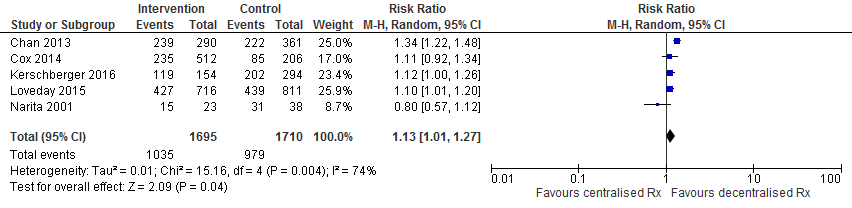 Intervention Control Risk Ratio Risk Ratio
Study or Subgroup Events Total Events Total Weight M-H, Random, 95% CI M-H, Random, 95% CI
Chan 2013 239 290 222 361 25.0% 1.34 [1.22, 1.48]
Cox 2014 235 512 85 206 17.0% 1.11 [0.92, 1.34]
Kerschberger 2016 119 154 202 294 23.4% 1.12 [1.00, 1.26]
Loveday 2015 427 716 439 811 25.9% 1.10 [1.01, 1.20]
Narita 2001 15 23 31 38 8.7% 0.80 [0.57, 1.12]
Total (95% CI) 1695 1710 100.0% 1.13 [1.01, 1.27]
Total events 1035 979
Heterogeneity: Tau² = 0.01; Chi² = 15.16, df = 4 (P = 0.004); I² = 74%
Test for overall effect: Z = 2.09 (P = 0.04)
0.01 0.1 1 10 100
Favours centralised Rx Favours decentralised Rx